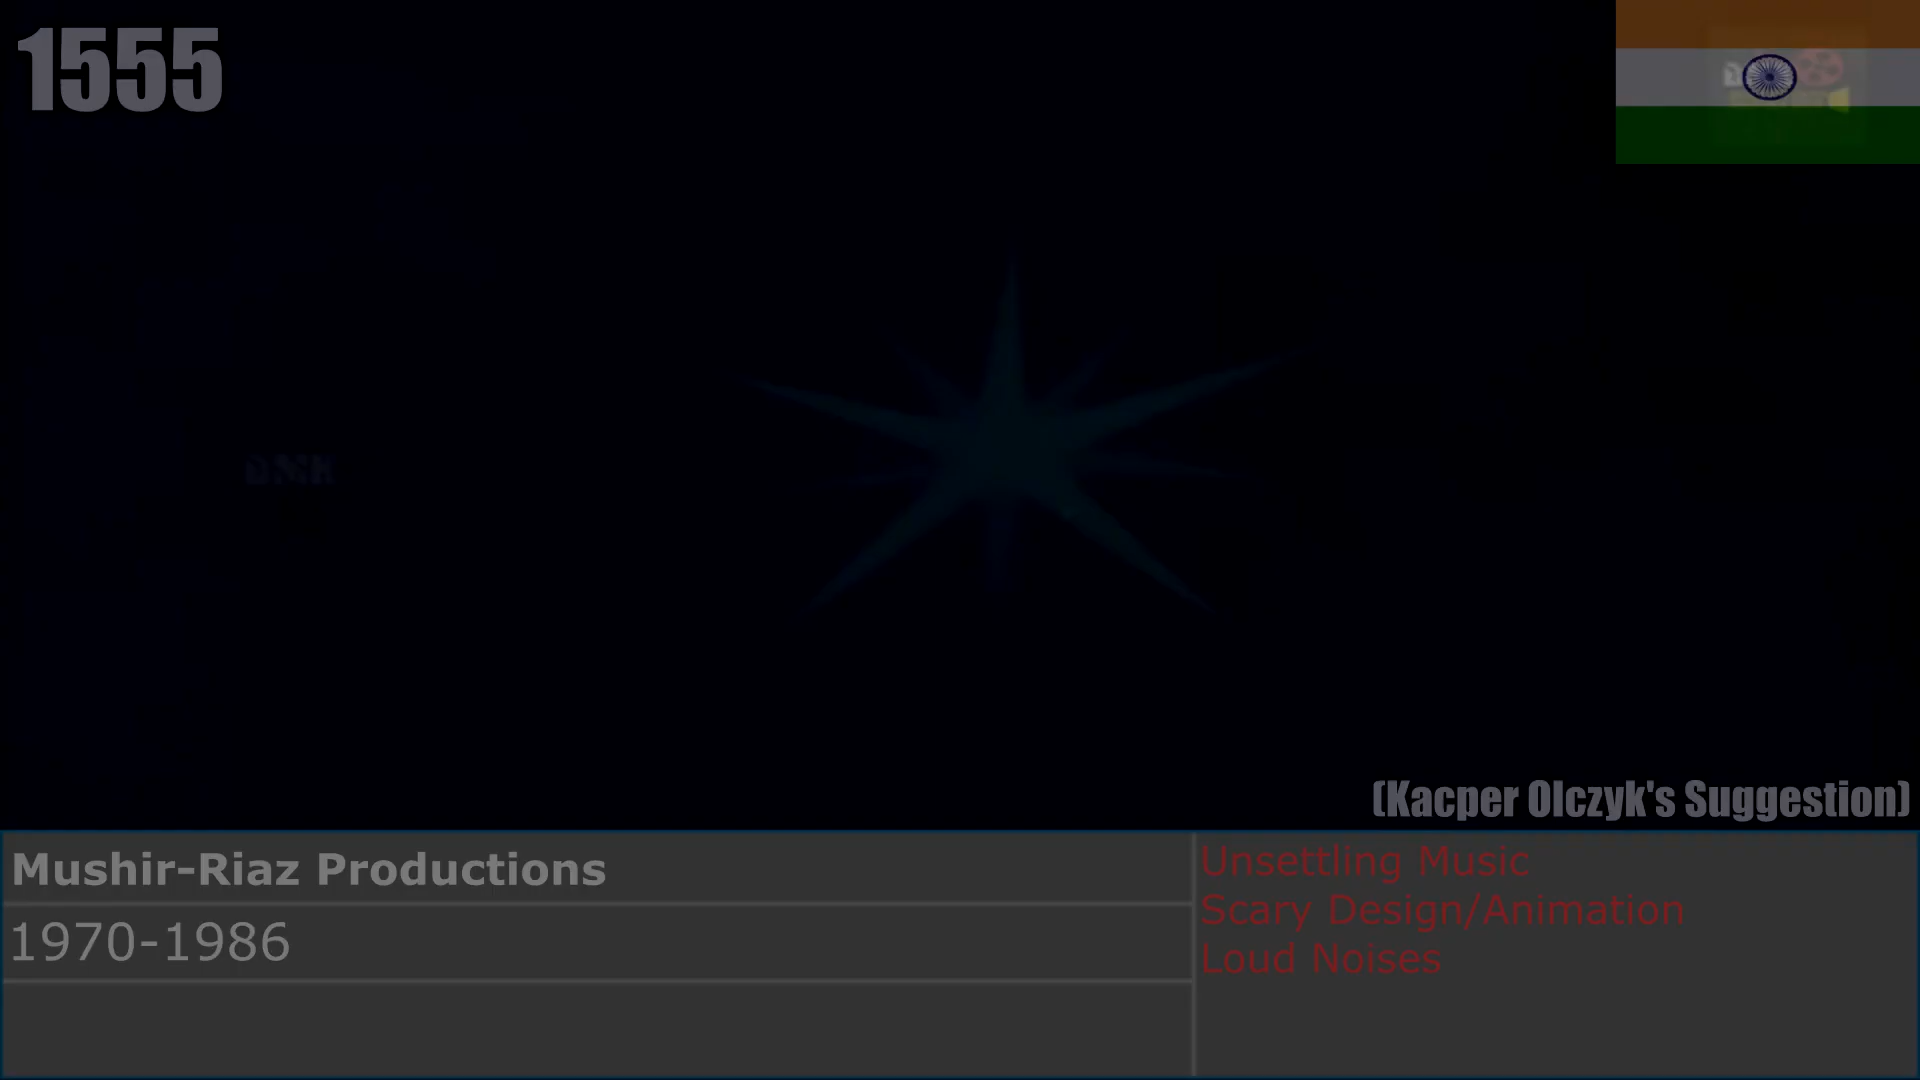 1555
(Kacper Olczyk's Suggestion)
Mushir-Riaz Productions
1970-1986
Unsettling Music
Scary Design/Animation
Loud Noises